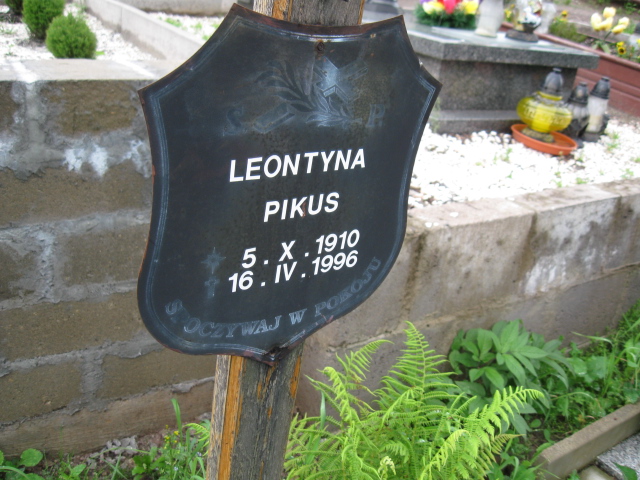 LEONTYNA
PIKUS
5 . X . 1910
16 . IV . 1996
SPOCZYWAJ W POKOJU